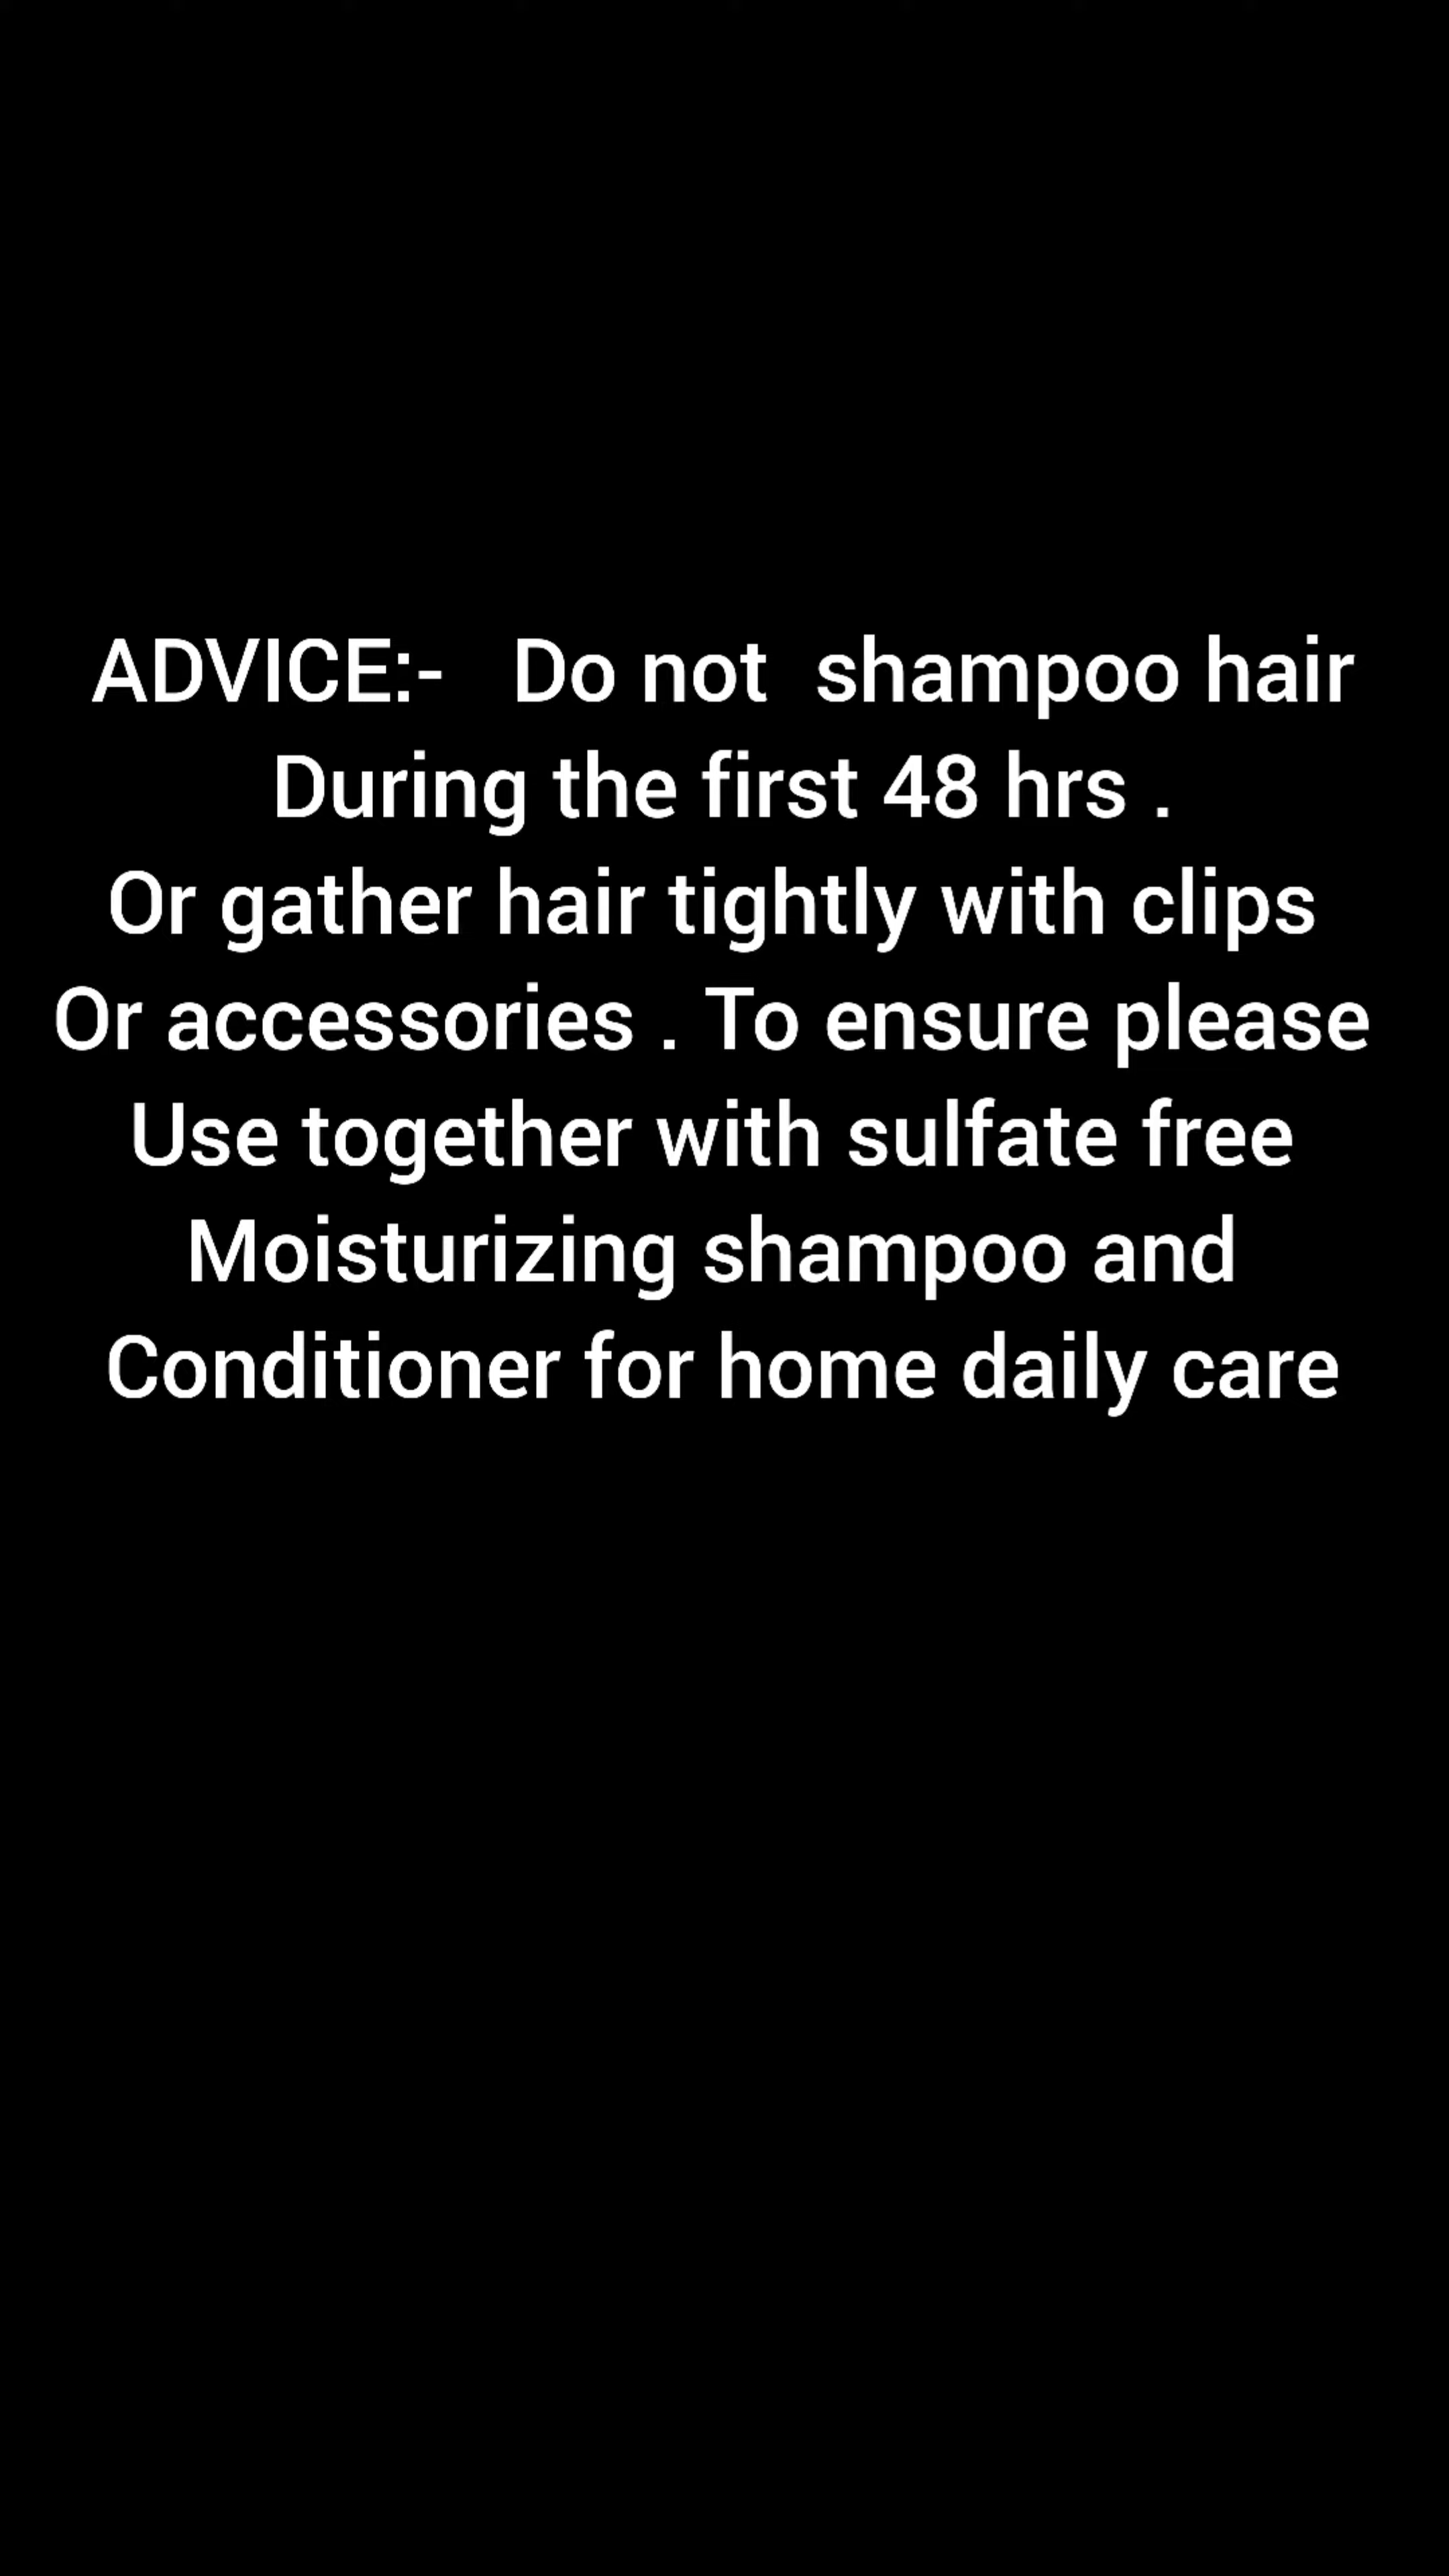 ADVICE:-   Do not  shampoo hair
During the first 48 hrs .
Or gather hair tightly with clips
Or accessories . To ensure please
Use together with sulfate free
Moisturizing shampoo and
Conditioner for home daily care